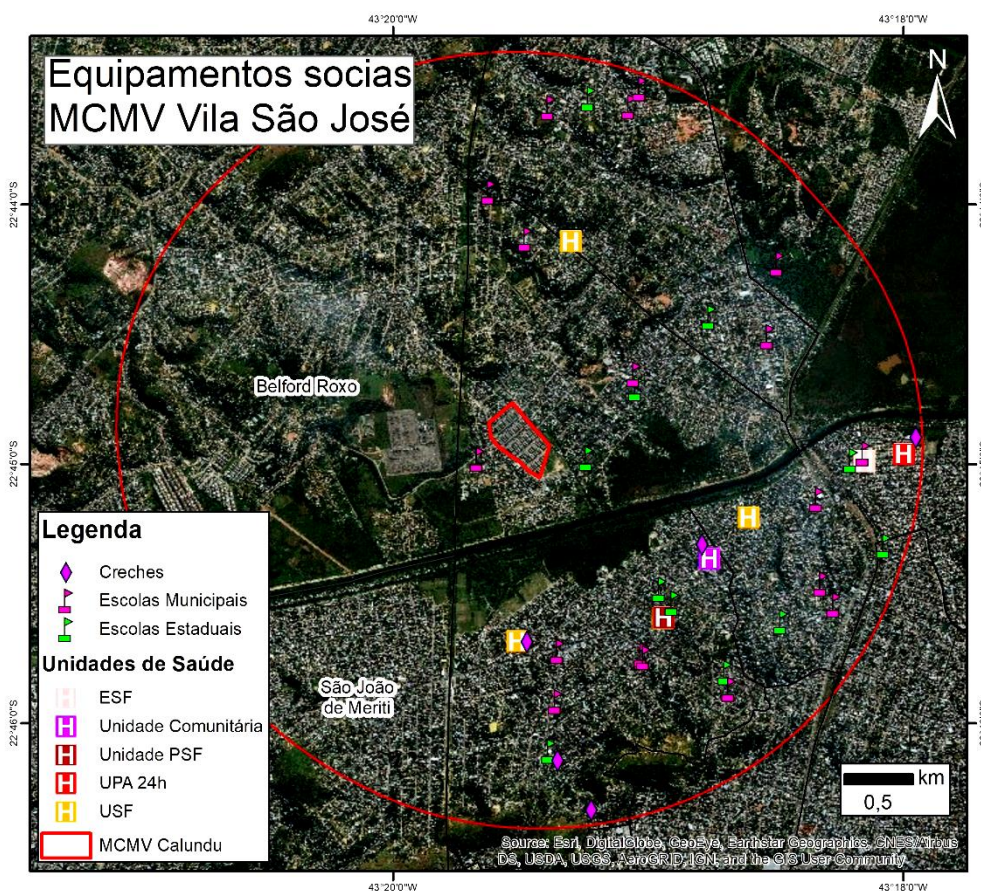 43°20'0"W
43°18'0"W
Equipamentos socias
MCMV Vila São José
N
22°44'0"S
Belford Roxo
22°45'0"S
Legenda
Creches
Escolas Municipais
Escolas Estaduais
Unidades de Saúde
H ESF
H Unidade Comunitária
H Unidade PSF
H UPA 24h
H USF
MCMV Calundu
São João
de Meriti
22°46'0"S
km
0,5
Source: Esri, DigitalGlobe, GeoEye, Earthstar Geographics, CNES/Airbus
DS, USDA, USGS, AeroGRID, IGN, and the GIS User Community
43°20'0"W
43°18'0"W